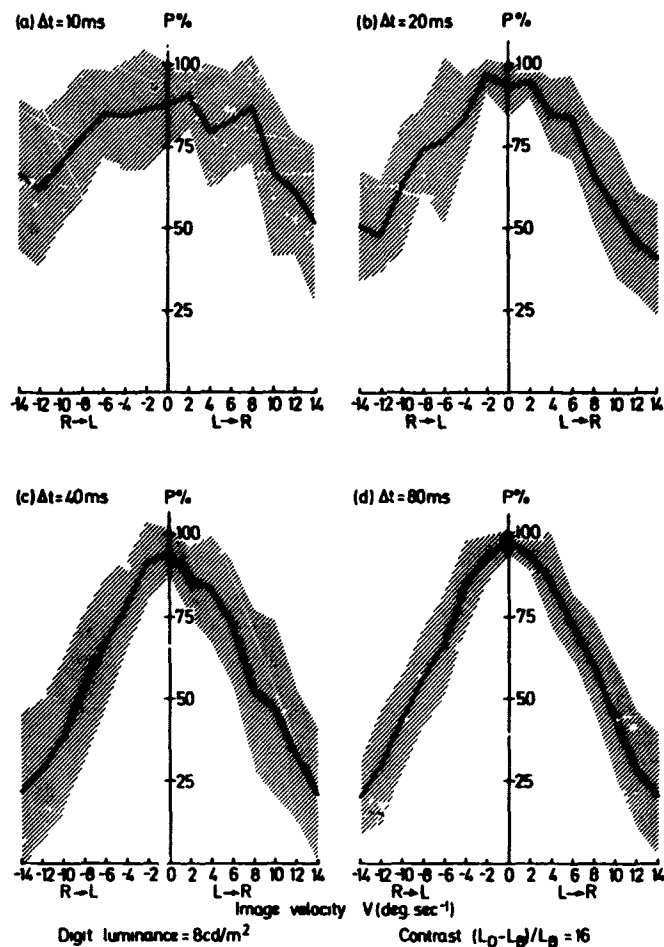 (a) Δt = 10ms P%
(b) Δt = 20ms P%
100
75
50
25
100
75
50
25
-14 -12 -10 -8 -6 -4 -2 0 2 4 6 8 10 12 14
R→L L→R
-14 -12 -10 -8 -6 -4 -2 0 2 4 6 8 10 12 14
R→L L→R
(c) Δt = 40ms P%
(d) Δt = 80ms P%
100
75
50
25
100
75
50
25
-14 -12 -10 -8 -6 -4 -2 0 2 4 6 8 10 12 14
R→L L→R
-14 -12 -10 -8 -6 -4 -2 0 2 4 6 8 10 12 14
R→L L→R
Image velocity V (deg. sec⁻¹)
Digit luminance = 8cd/m² Contrast (L_D-L_B)/L_B = 16